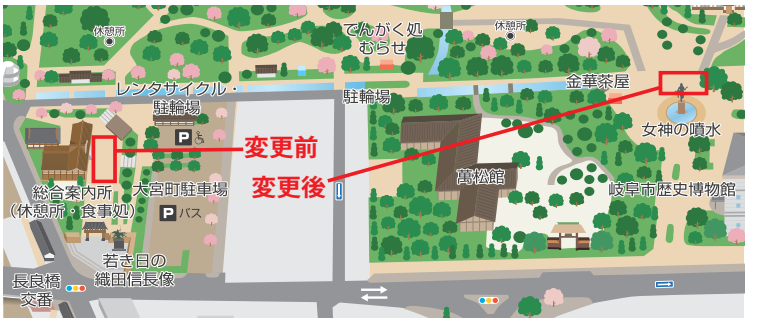 休憩所
てんがく処
むらせ
休憩所
レンタサイクル・
駐輪場
駐輪場
金華茶屋
女神の噴水
P
変更前
変更後
萬松館
総合案内所
(休憩所・食事処)
大宮町駐車場
岐阜市歴史博物館
P バス
若き日の
織田信長像
長良橋
交番